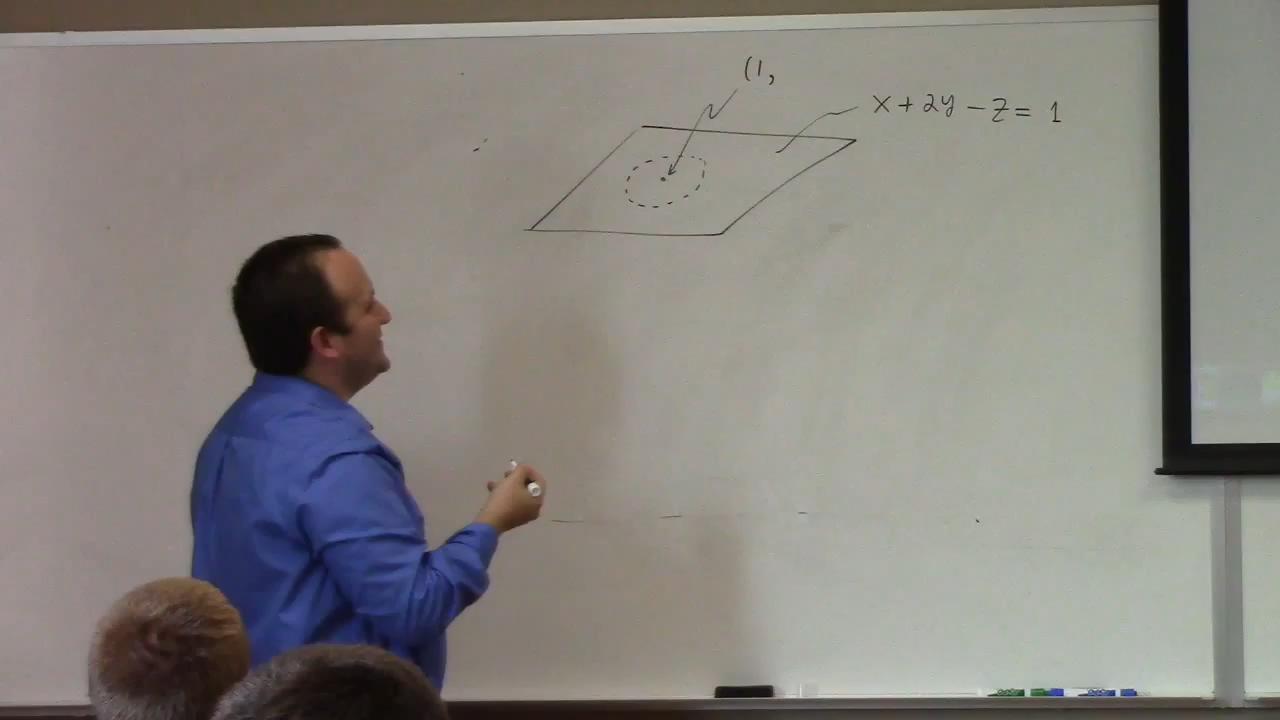 (1,
x + 2y - z = 1